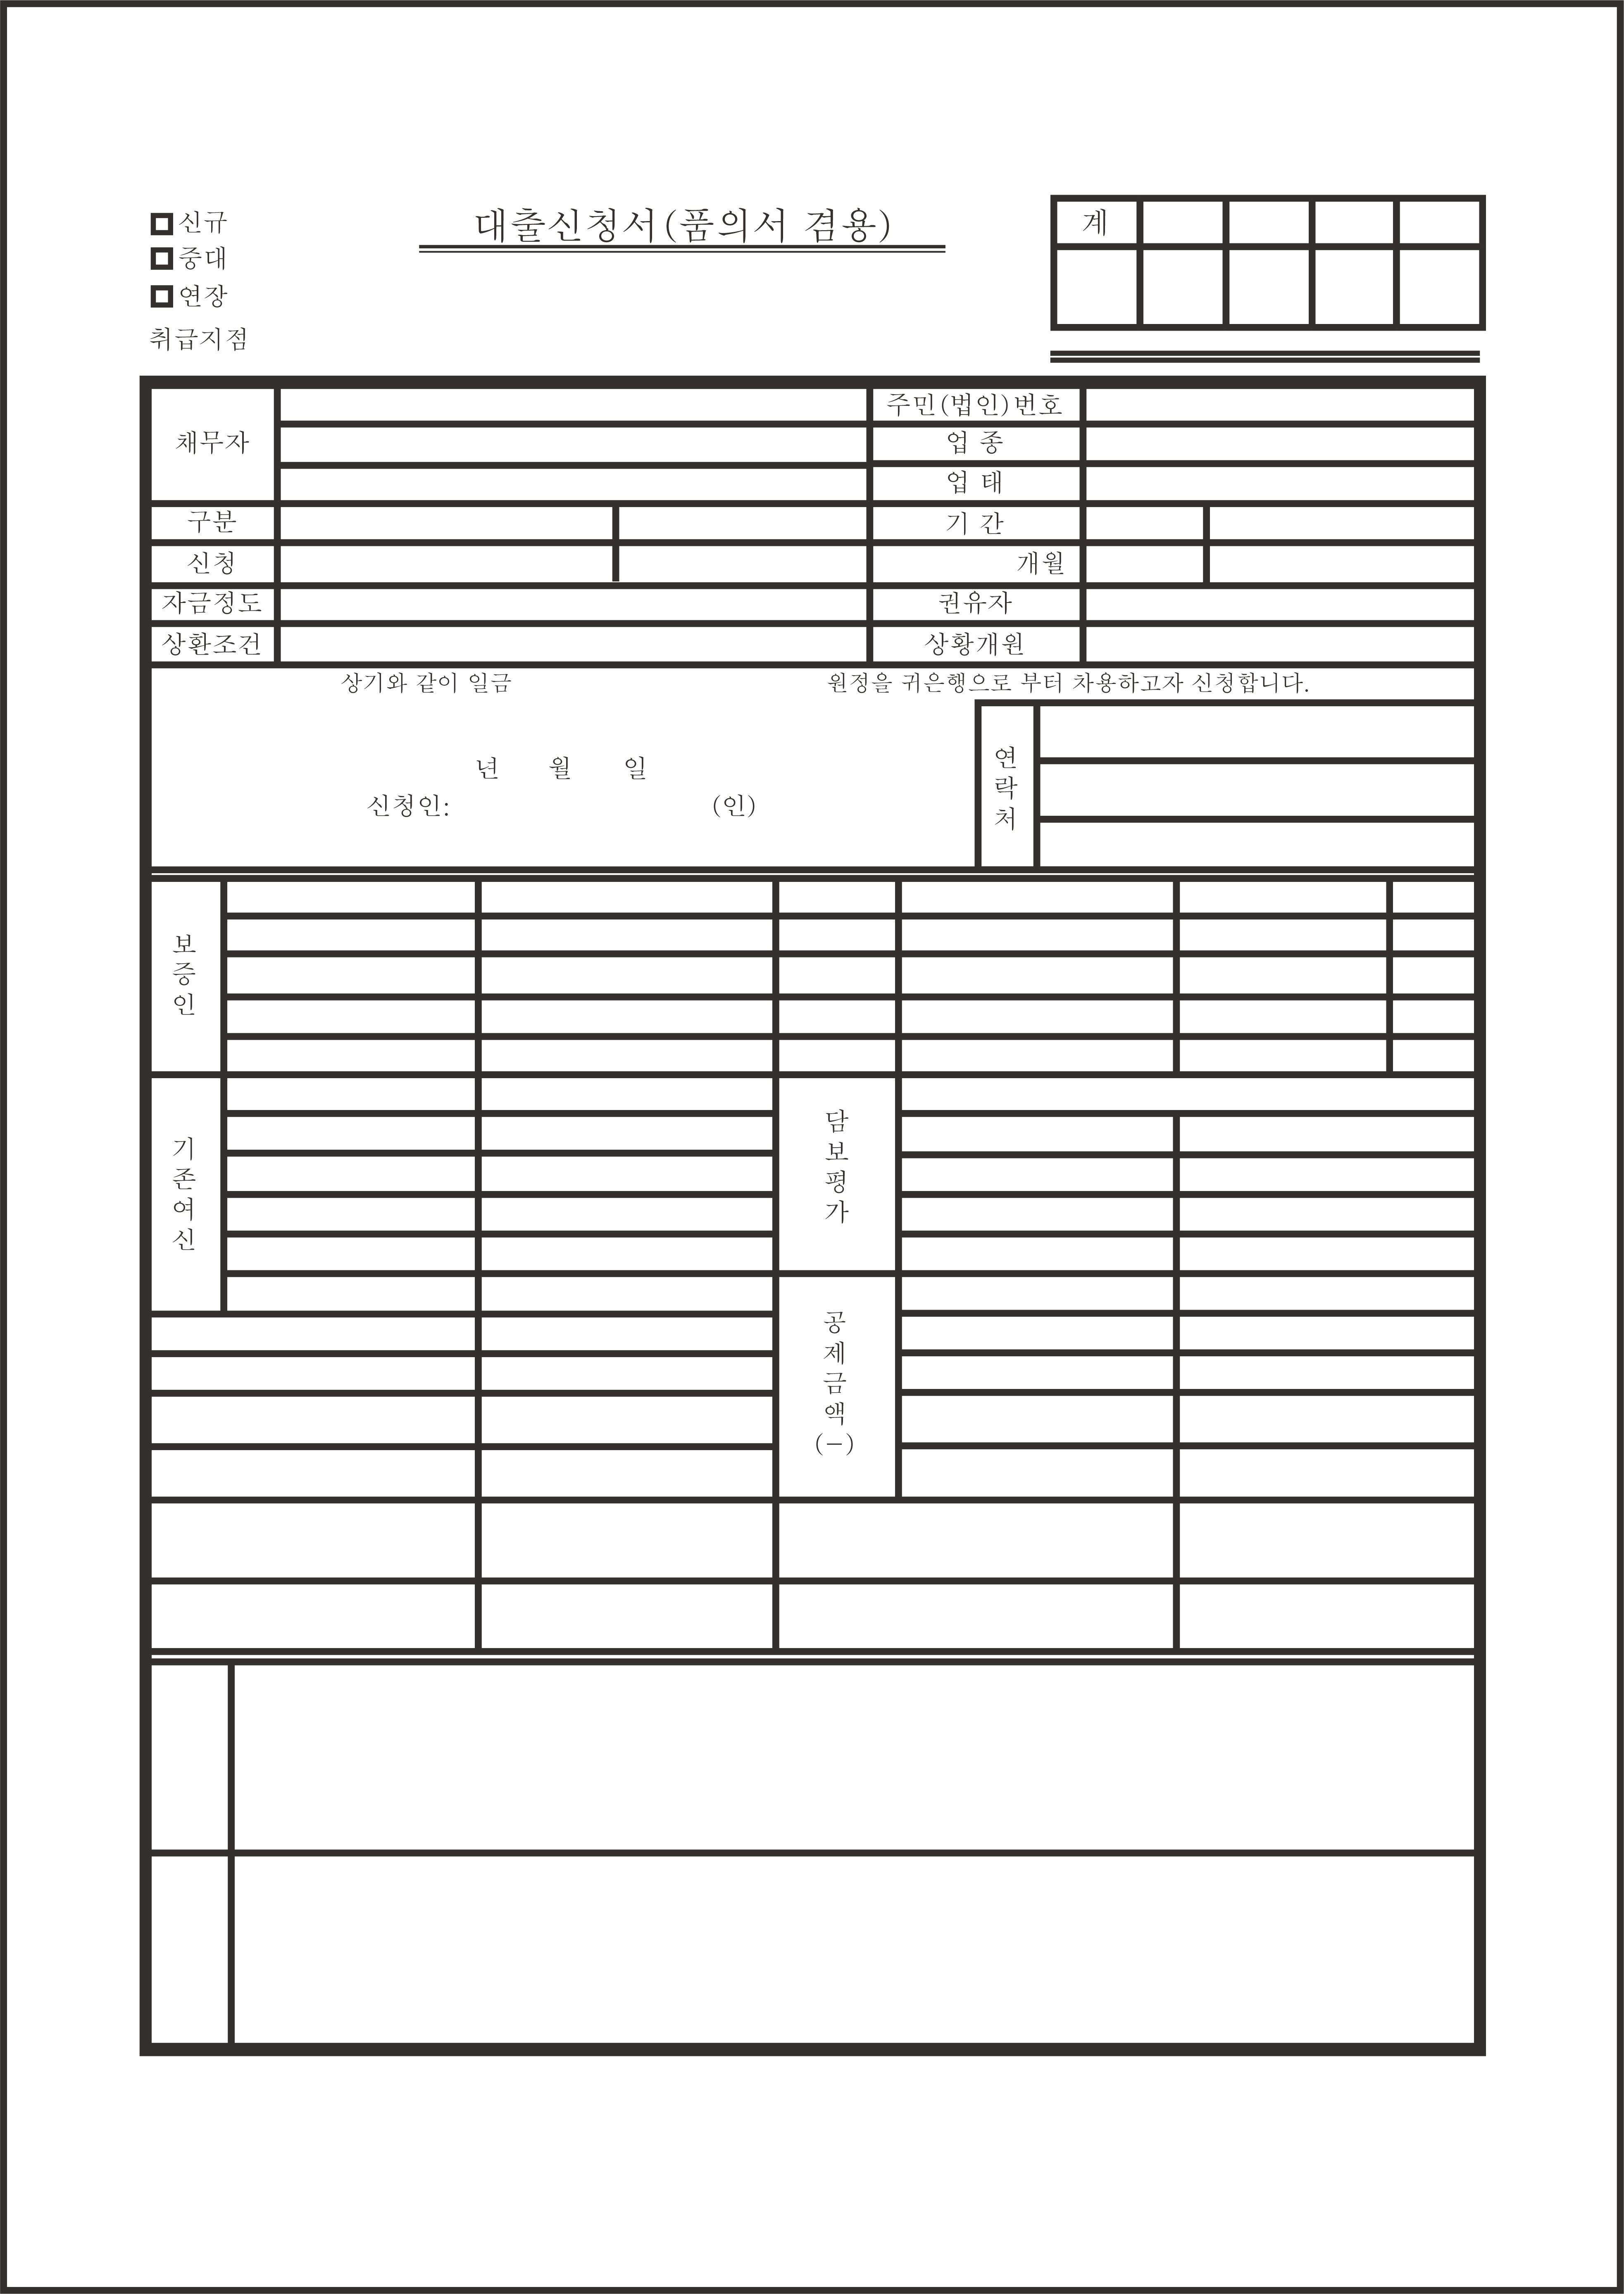 신규
중대
연장
취급지점
대출신청서(품의서 겸용)
계
채무자
주민(법인)번호
업 종
업 태
구분
기 간
신청
개월
자금정도
권유자
상환조건
상황개원
상기와 같이 일금 원정을 귀은행으로 부터 차용하고자 신청합니다.
년 월 일
신청인: (인)
연락처
보증인
기존여신
담보평가
공제금액(-)